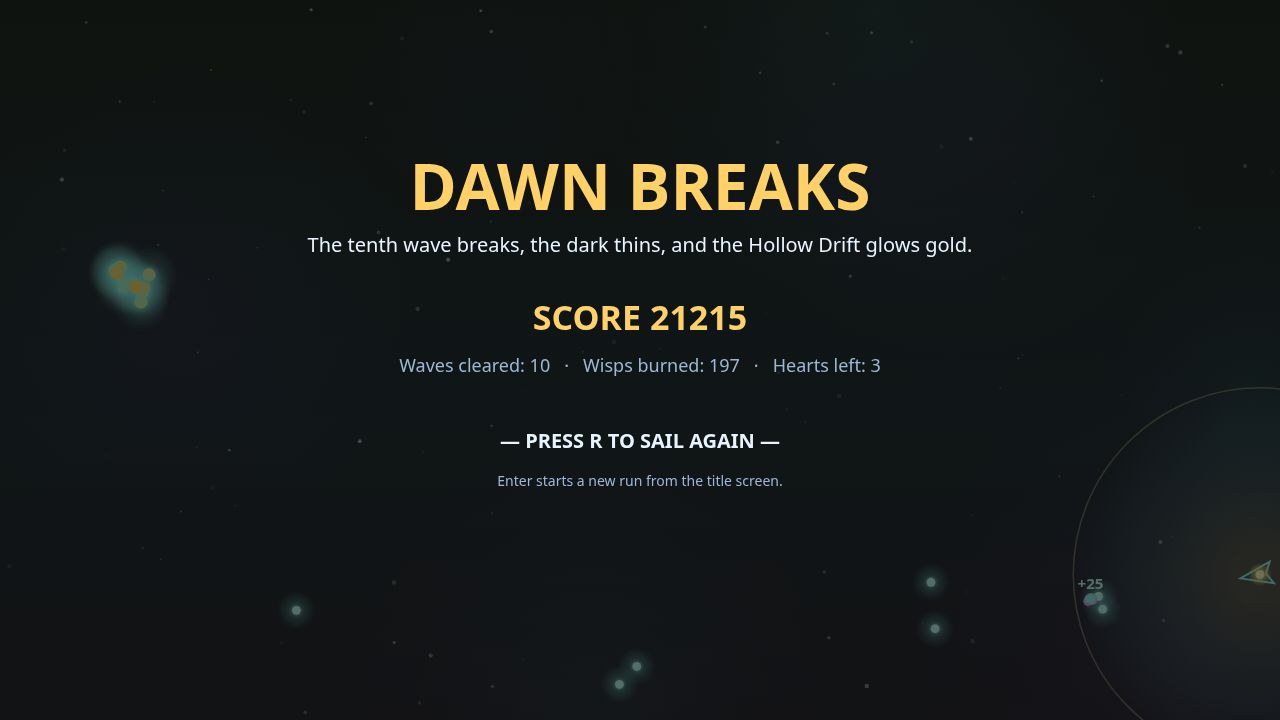 DAWN BREAKS
The tenth wave breaks, the dark thins, and the Hollow Drift glows gold.
SCORE 21215
Waves cleared: 10 · Wisps burned: 197 · Hearts left: 3
— PRESS R TO SAIL AGAIN —
Enter starts a new run from the title screen.
+25